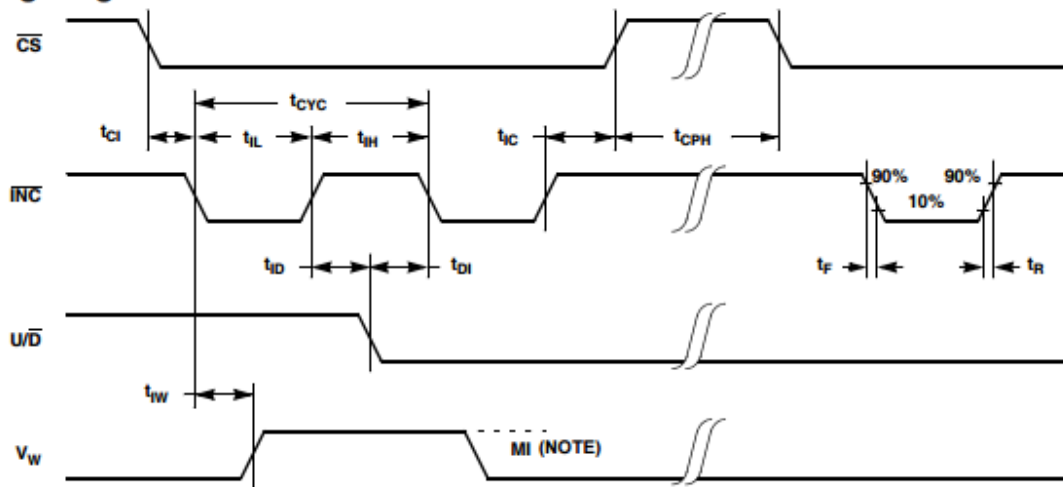 CS
tCYC
tCI
tIL
tIH
tIC
tCPH
INC
90%
90%
10%
tID
tDI
tF
tR
U/D
tIW
VW
MI (NOTE)